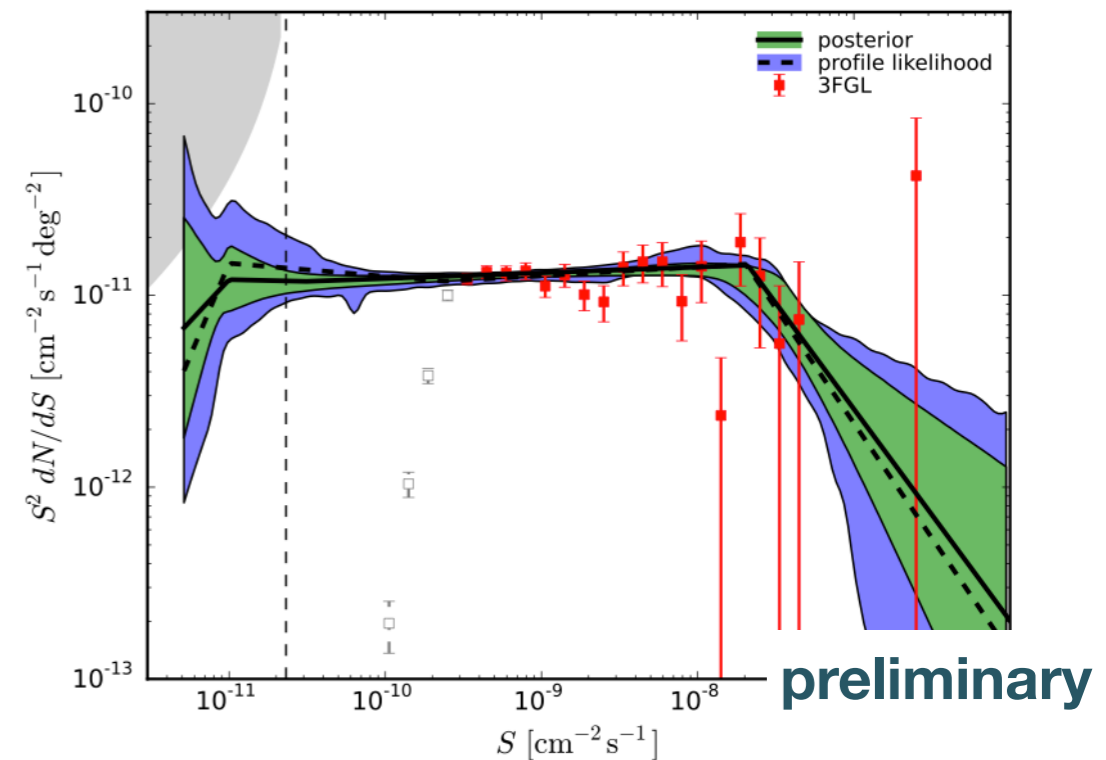 posterior
profile likelihood
3FGL
10⁻¹⁰
10⁻¹¹
10⁻¹²
10⁻¹³
S² dN/dS [cm⁻² s⁻¹ deg⁻²]
10⁻¹¹ 10⁻¹⁰ 10⁻⁹ 10⁻⁸
preliminary
S [cm⁻² s⁻¹]